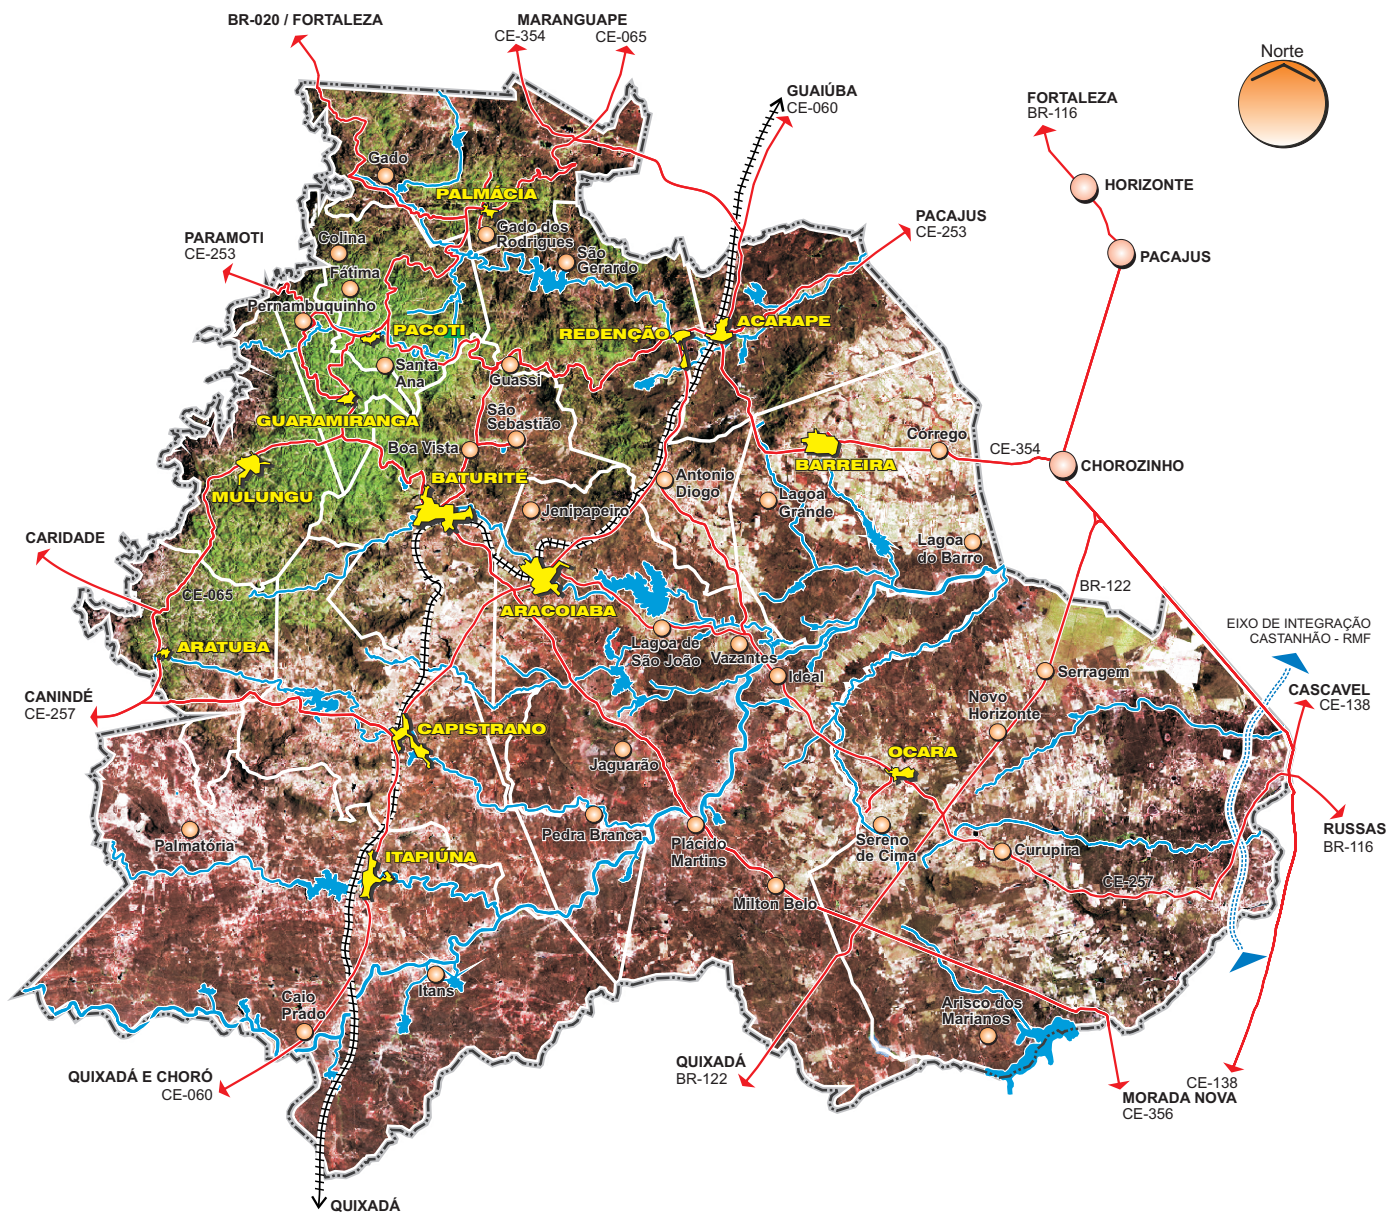 BR-020 / FORTALEZA
MARANGUAPE
CE-354
CE-065
Norte
GUAIÚBA
CE-060
FORTALEZA
BR-116
Gado
HORIZONTE
PALMÁCIA
PACAJUS
CE-253
Gado dos
Rodrigues
PARAMOTI
CE-253
Colina
São
Gerardo
PACAJUS
Fátima
Pernambuquinho
PACOTI
REDENÇÃO
ACARAPE
Santa
Ana
Guassi
GUARAMIRANGA
São
Sebastião
Boa Vista
Córrego
CE-354
CHOROZINHO
BARREIRA
MULUNGU
BATURITÉ
Antonio
Diogo
Lagoa
Grande
Jenipapeiro
CARIDADE
Lagoa
do Barro
BR-122
CE-065
ARACOIABA
EIXO DE INTEGRAÇÃO
CASTANHÃO - RMF
ARATUBA
Lagoa de
São João
Vazantes
Ideal
Serragem
CANINDÉ
CE-257
CASCAVEL
CE-138
Novo
Horizonte
CAPISTRANO
OCARA
Jaguarão
Palmatória
Pedra Branca
Plácido
Martins
Sereno
de Cima
Curupira
RUSSAS
BR-116
ITAPIÚNA
CE-257
Milton Belo
Itans
Caio
Prado
Arisco dos
Marianos
QUIXADÁ
BR-122
QUIXADÁ E CHORÓ
CE-060
CE-138
MORADA NOVA
CE-356
QUIXADÁ